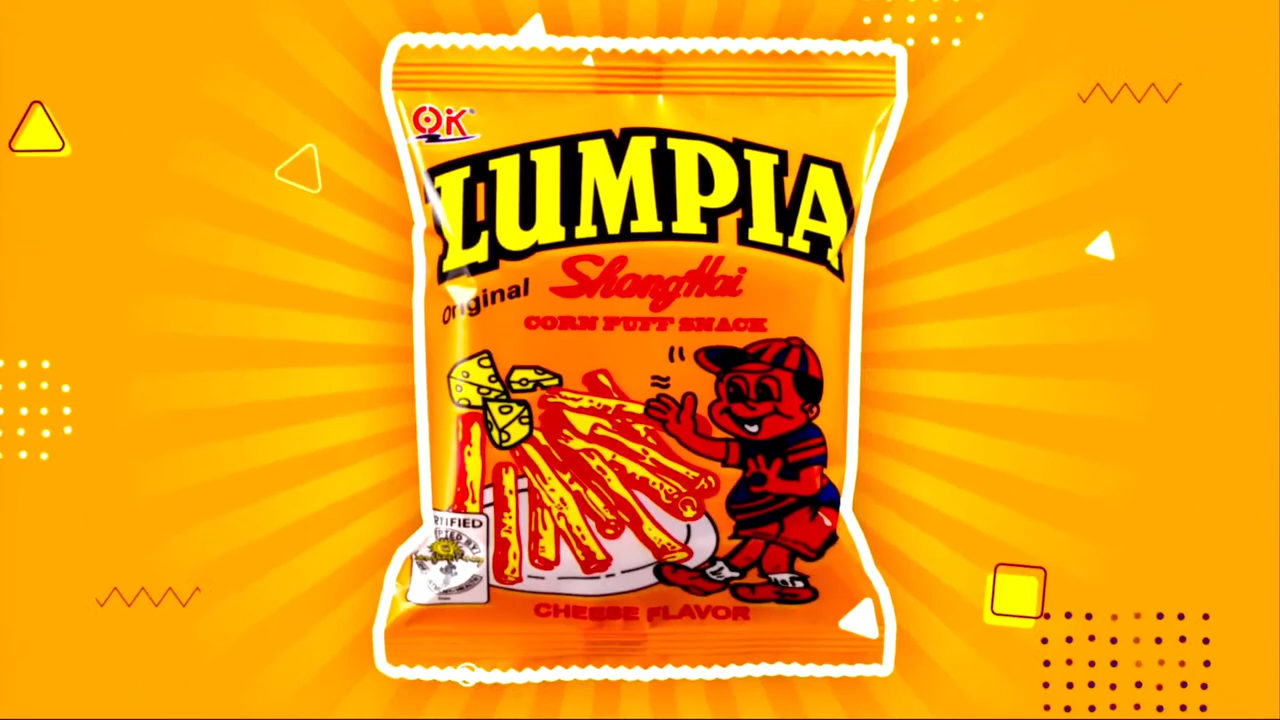 OK
LUMPIA
ShangHai
Original
CORN PUFF SNACK
CHEESE FLAVOR